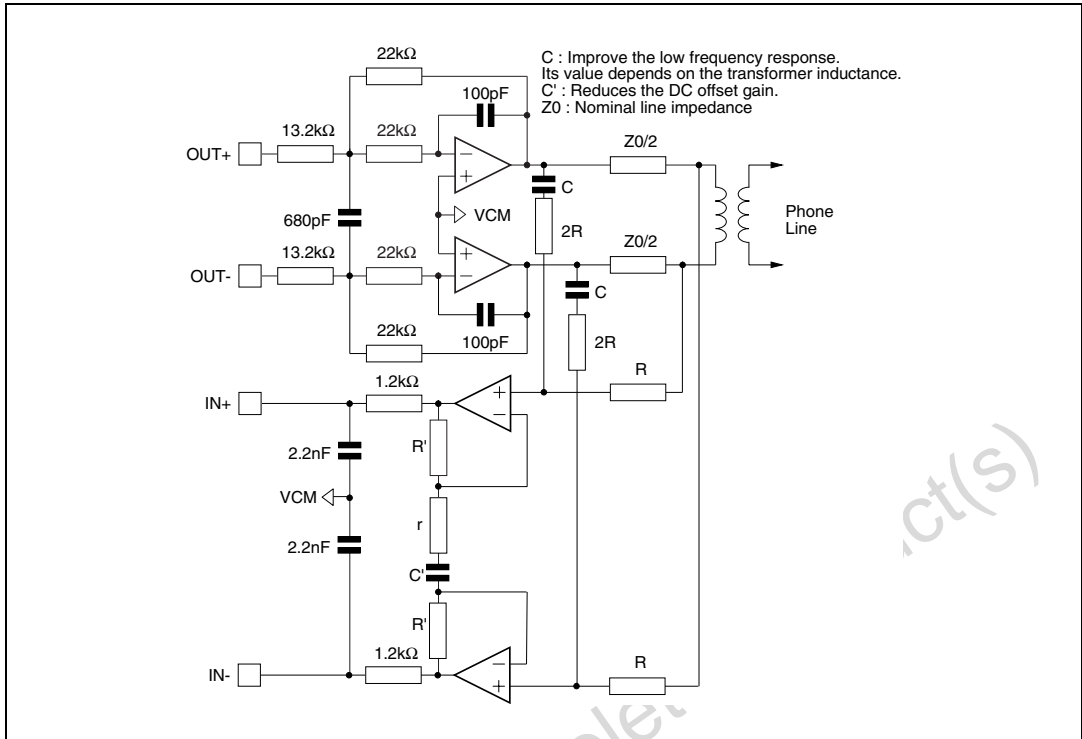 22kΩ
C : Improve the low frequency response.
Its value depends on the transformer inductance.
C' : Reduces the DC offset gain.
Z0 : Nominal line impedance
100pF
13.2kΩ
22kΩ
Z0/2
OUT+
−
+
C
VCM
2R
Phone
Line
680pF
13.2kΩ
22kΩ
Z0/2
OUT-
+
−
C
100pF
2R
22kΩ
R
1.2kΩ
IN+
+
−
R'
2.2nF
VCM
r
2.2nF
C'
R'
1.2kΩ
−
+
R
IN-
ct(s)